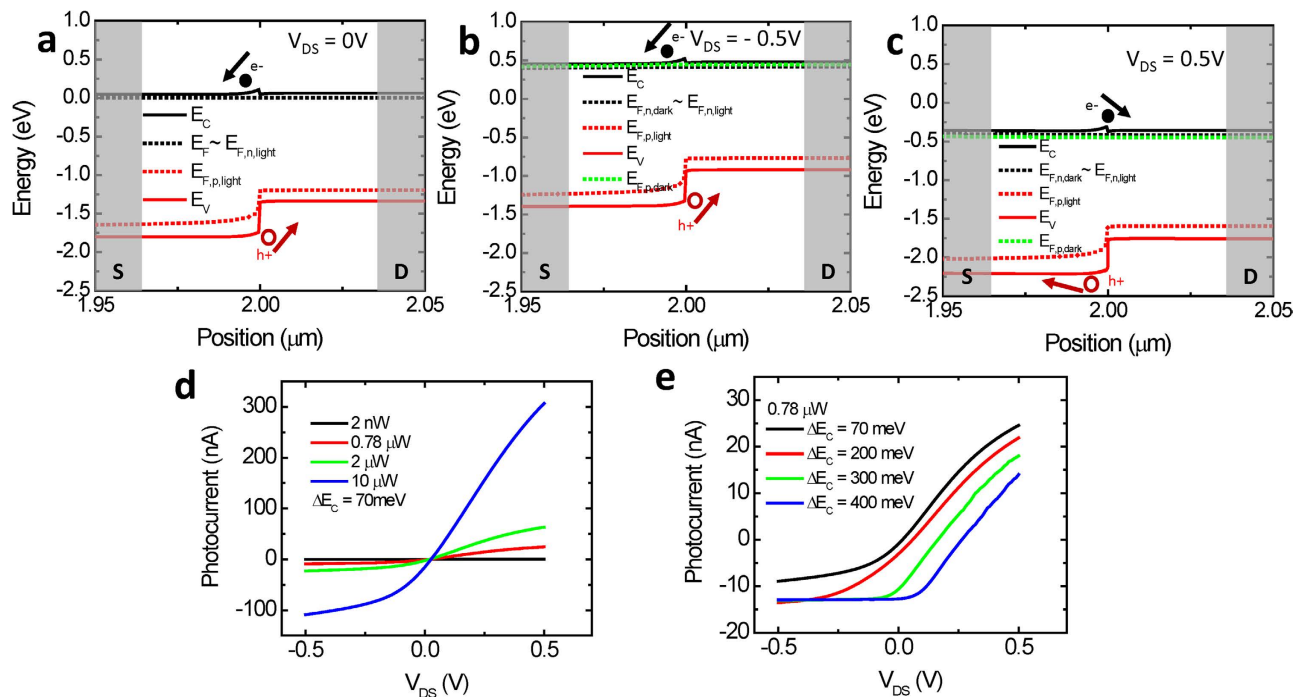 a
V_DS = 0V
e-
E_C
E_F ~ E_F,n,light
E_F,p,light
E_V
h+
S
D
Energy (eV)
1.0
0.5
0.0
-0.5
-1.0
-1.5
-2.0
-2.5
1.95
2.00
2.05
Position (μm)
b
V_DS = - 0.5V
e-
E_C
E_F,n,dark ~ E_F,n,light
E_F,p,light
E_V
E_F,p,dark
h+
S
D
Energy (eV)
1.0
0.5
0.0
-0.5
-1.0
-1.5
-2.0
-2.5
1.95
2.00
2.05
Position (μm)
c
V_DS = 0.5V
e-
E_C
E_F,n,dark ~ E_F,n,light
E_F,p,light
E_V
E_F,p,dark
h+
S
D
Energy (eV)
1.0
0.5
0.0
-0.5
-1.0
-1.5
-2.0
-2.5
1.95
2.00
2.05
Position (μm)
d
2 nW
0.78 μW
2 μW
10 μW
ΔE_C = 70meV
Photocurrent (nA)
300
200
100
0
-100
-0.5
0.0
0.5
V_DS (V)
e
0.78 μW
ΔE_C = 70 meV
ΔE_C = 200 meV
ΔE_C = 300 meV
ΔE_C = 400 meV
Photocurrent (nA)
30
20
10
0
-10
-20
-0.5
0.0
0.5
V_DS (V)